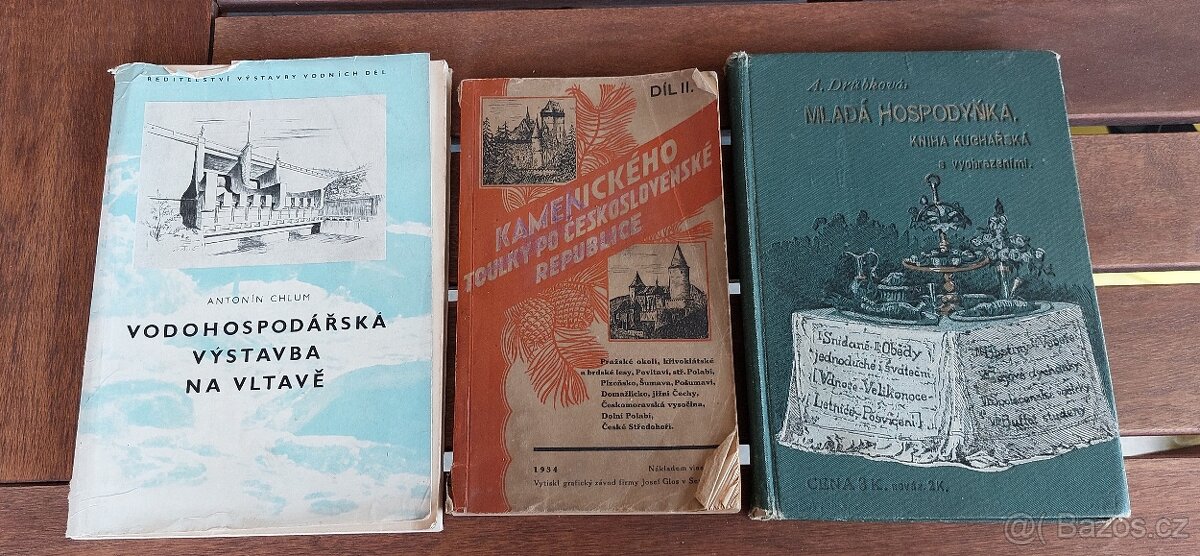 ŘEDITELSTVÍ VÝSTAVBY VODNÍCH DĚL
ANTONÍN CHLUM
VODOHOSPODÁŘSKÁ
VÝSTAVBA
NA VLTAVĚ
DÍL II.
KAMENICKÉHO
TOULKY PO ČESKOSLOVENSKÉ
REPUBLICE
Pražské okolí, křivoklátské
a brdské lesy, Povltaví, stř. Polabí,
Plzeňsko, Šumava, Pošumaví,
Domažlicko, jižní Čechy,
Českomoravská vysočina,
Dolní Polabí,
České Středohoří.
1934
Nákladem
Vytiskl grafický závod firmy Josef Glos v
A. Drábková:
MLADÁ HOSPODYŇKA.
KNIHA KUCHAŘSKÁ
s vyobrazeními.
Snídaně Obědy
jednoduché i Sváteční
Vánoce Velikonoce
Letnice Posvícení
CENA 3 K.
2K.
Bazos.cz